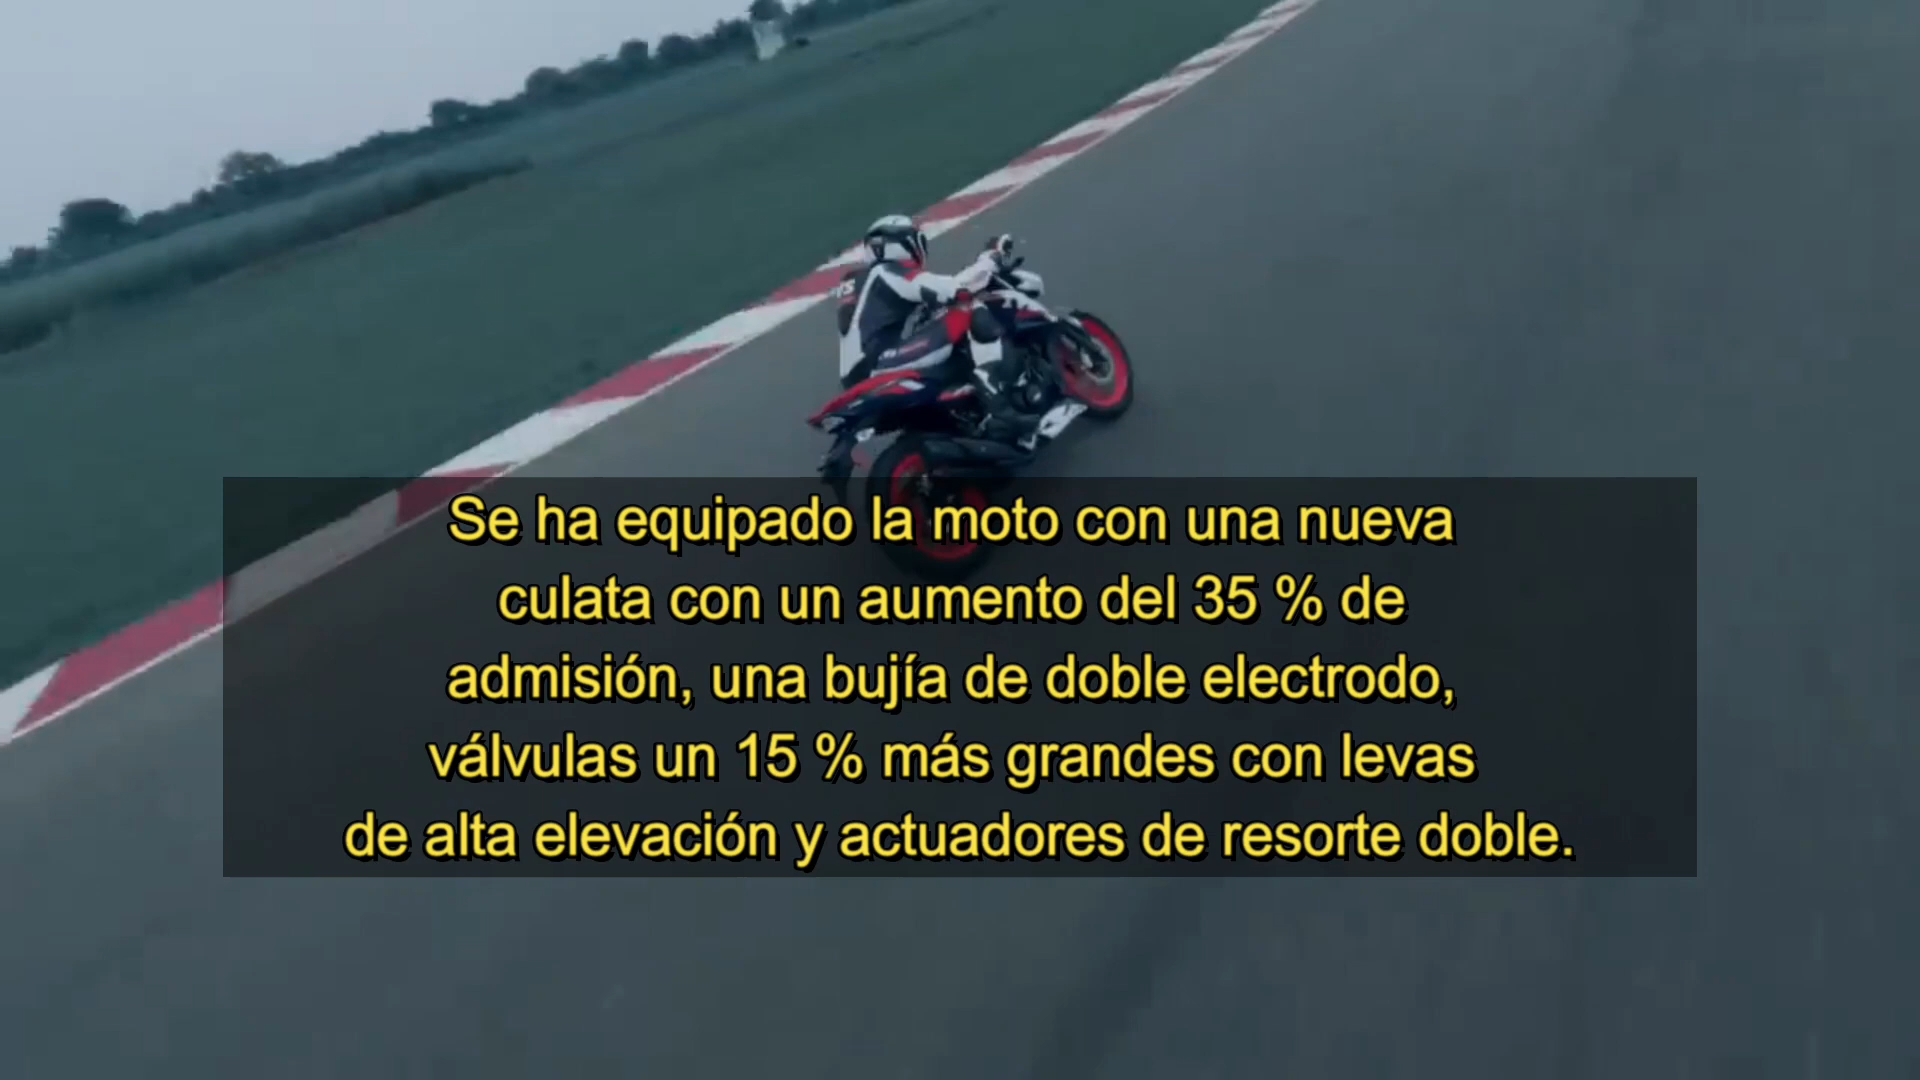 Se ha equipado la moto con una nueva
culata con un aumento del 35 % de
admisión, una bujía de doble electrodo,
válvulas un 15 % más grandes con levas
de alta elevación y actuadores de resorte doble.